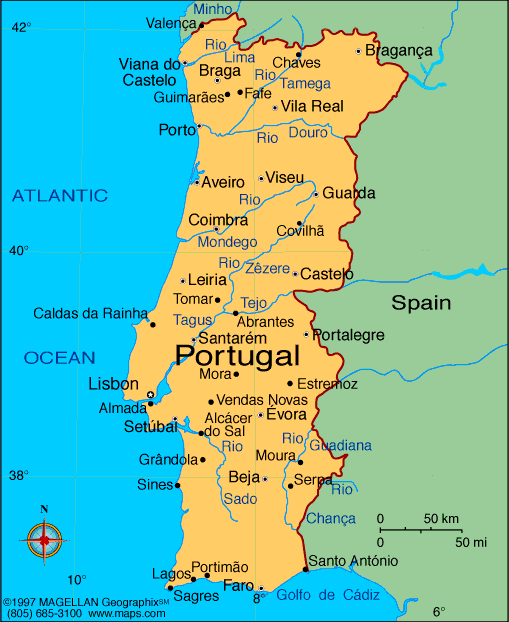 42°
Minho
Valença
Rio
Lima
Viana do
Castelo
Braga
Rio
Chaves
Tamega
Bragança
Guimarães
Fafe
Vila Real
Porto
Rio
Douro
ATLANTIC
Aveiro
Viseu
Guarda
Rio
Coimbra
Mondego
Covilhã
40°
Rio
Zêzere
Castelo
Leiria
Tomar
Tejo
Spain
Caldas da Rainha
Tagus
Abrantes
Santarém
Portalegre
OCEAN
Portugal
Mora
Lisbon
Estremoz
Almada
Vendas Novas
Setúbal
Alcácer
do Sal
Évora
Rio
Rio
Guadiana
Grândola
Moura
38°
Beja
Serpa
Rio
Sines
Sado
Chança
N
0 50 km
0 50 mi
Santo António
10°
Lagos
Portimão
8°
Faro
Golfo de Cádiz
Sagres
6°
©1997 MAGELLAN Geographix℠
(805) 685-3100 www.maps.com